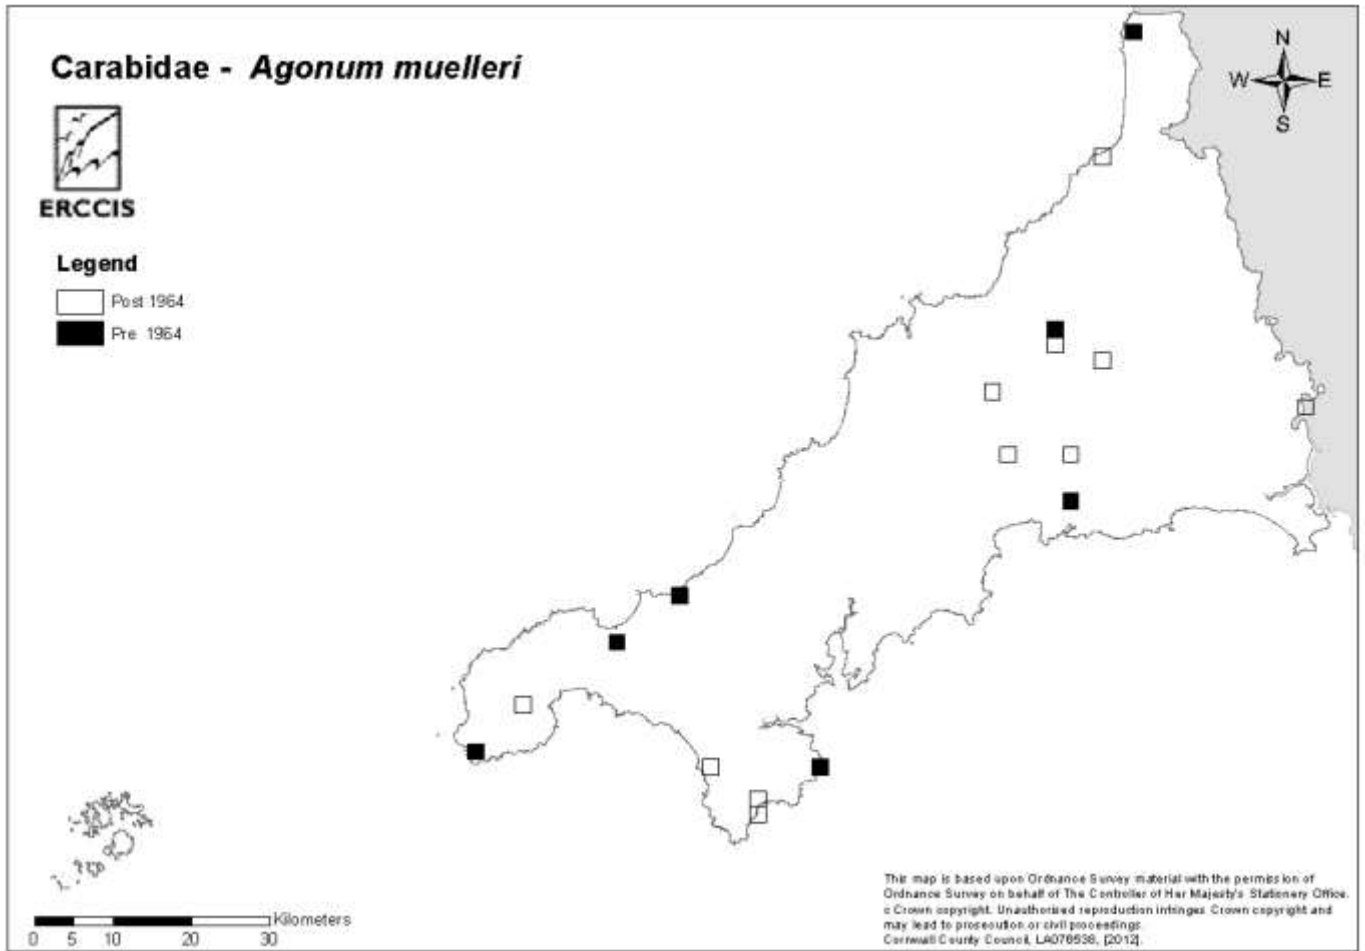 Carabidae - Agonum muelleri
ERCCIS
Legend
Post 1964
Pre 1964
N
W E
S
Kilometers
0 5 10 20 30
This map is based upon Ordnance Survey material with the permission of
Ordnance Survey on behalf of The Controller of Her Majesty's Stationery Office.
c Crown copyright. Unauthorised reproduction infringes Crown copyright and
may lead to prosecution or civil proceedings.
Cornwall County Council, LA076538, [2012].